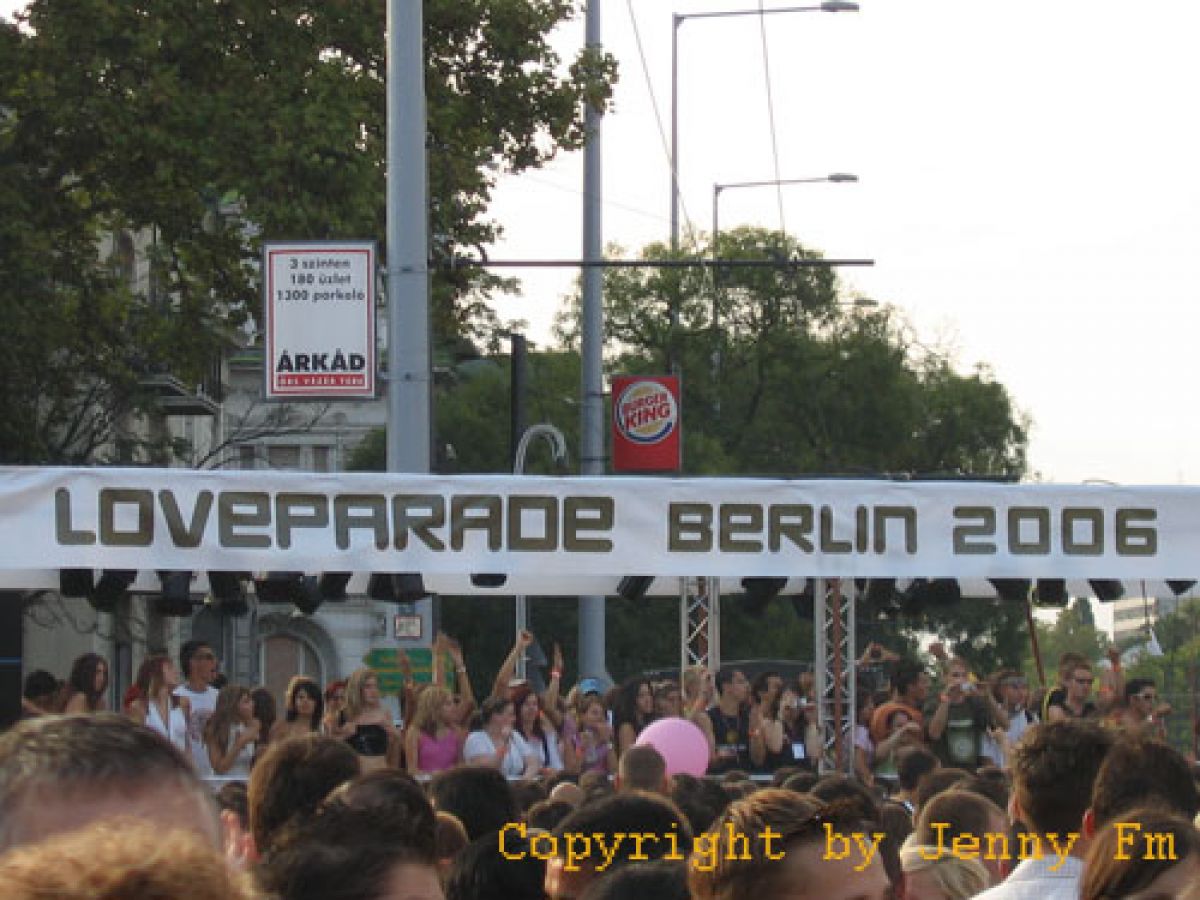 3 szinten
180 üzlet
1300 parkoló
ÁRKÁD
BURGER
KING
LOVEPARADE BERLIN 2006
Copyright by Jenny Fm